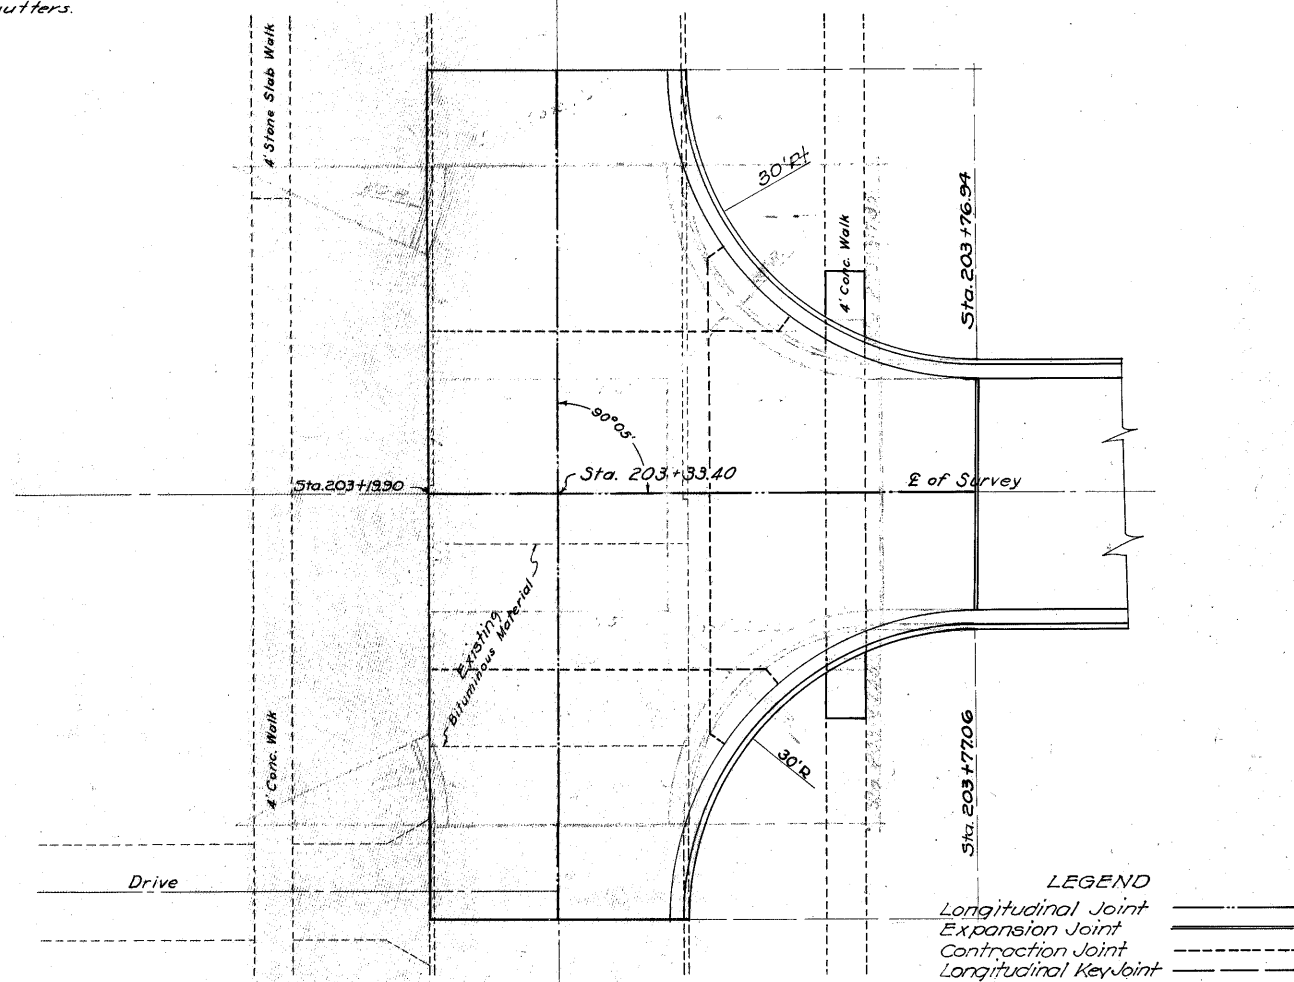 gutters.
4' Stone Slab Walk
30' R±
4' Conc. Walk
Sta. 203+76.94
90°05'
Sta. 203+33.40
Sta. 203+19.90
℄ of Survey
Existing
Bituminous Material
4' Conc. Walk
30' R
Sta. 203+77.06
Drive
LEGEND
Longitudinal Joint
Expansion Joint
Contraction Joint
Longitudinal Key Joint